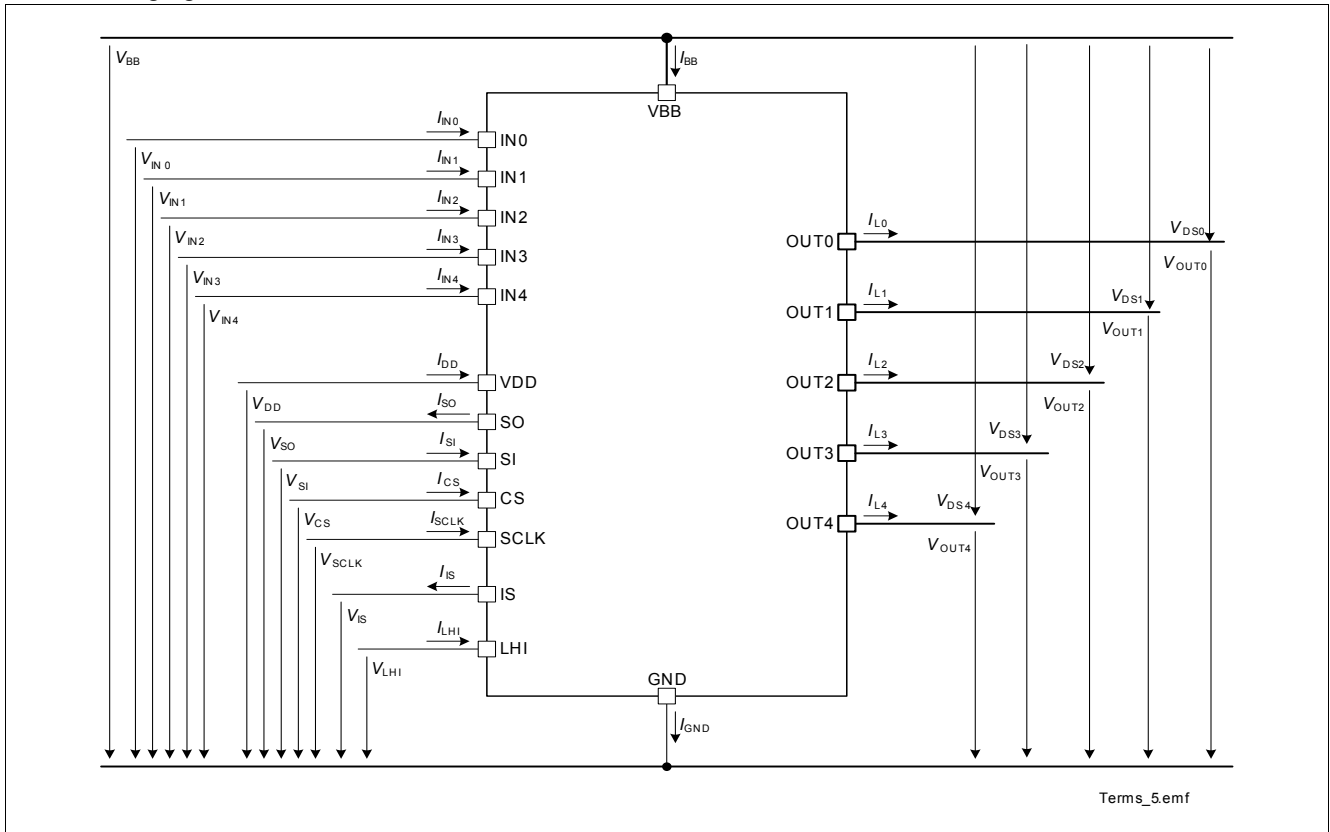 VBB
IBB
VBB
IIN0
IN0
VIN0
IIN1
IN1
VIN1
IIN2
IN2
VIN2
IIN3
IN3
VIN3
IIN4
IN4
VIN4
IDD
VDD
VDD
ISO
SO
VSO
ISI
SI
VSI
ICS
CS
VCS
ISCLK
SCLK
VSCLK
IIS
IS
VIS
ILHI
LHI
VLHI
OUT0
IL0
VDS0
VOUT0
OUT1
IL1
VDS1
VOUT1
OUT2
IL2
VDS2
VOUT2
OUT3
IL3
VDS3
VOUT3
OUT4
IL4
VDS4
VOUT4
GND
IGND
Terms_5.emf